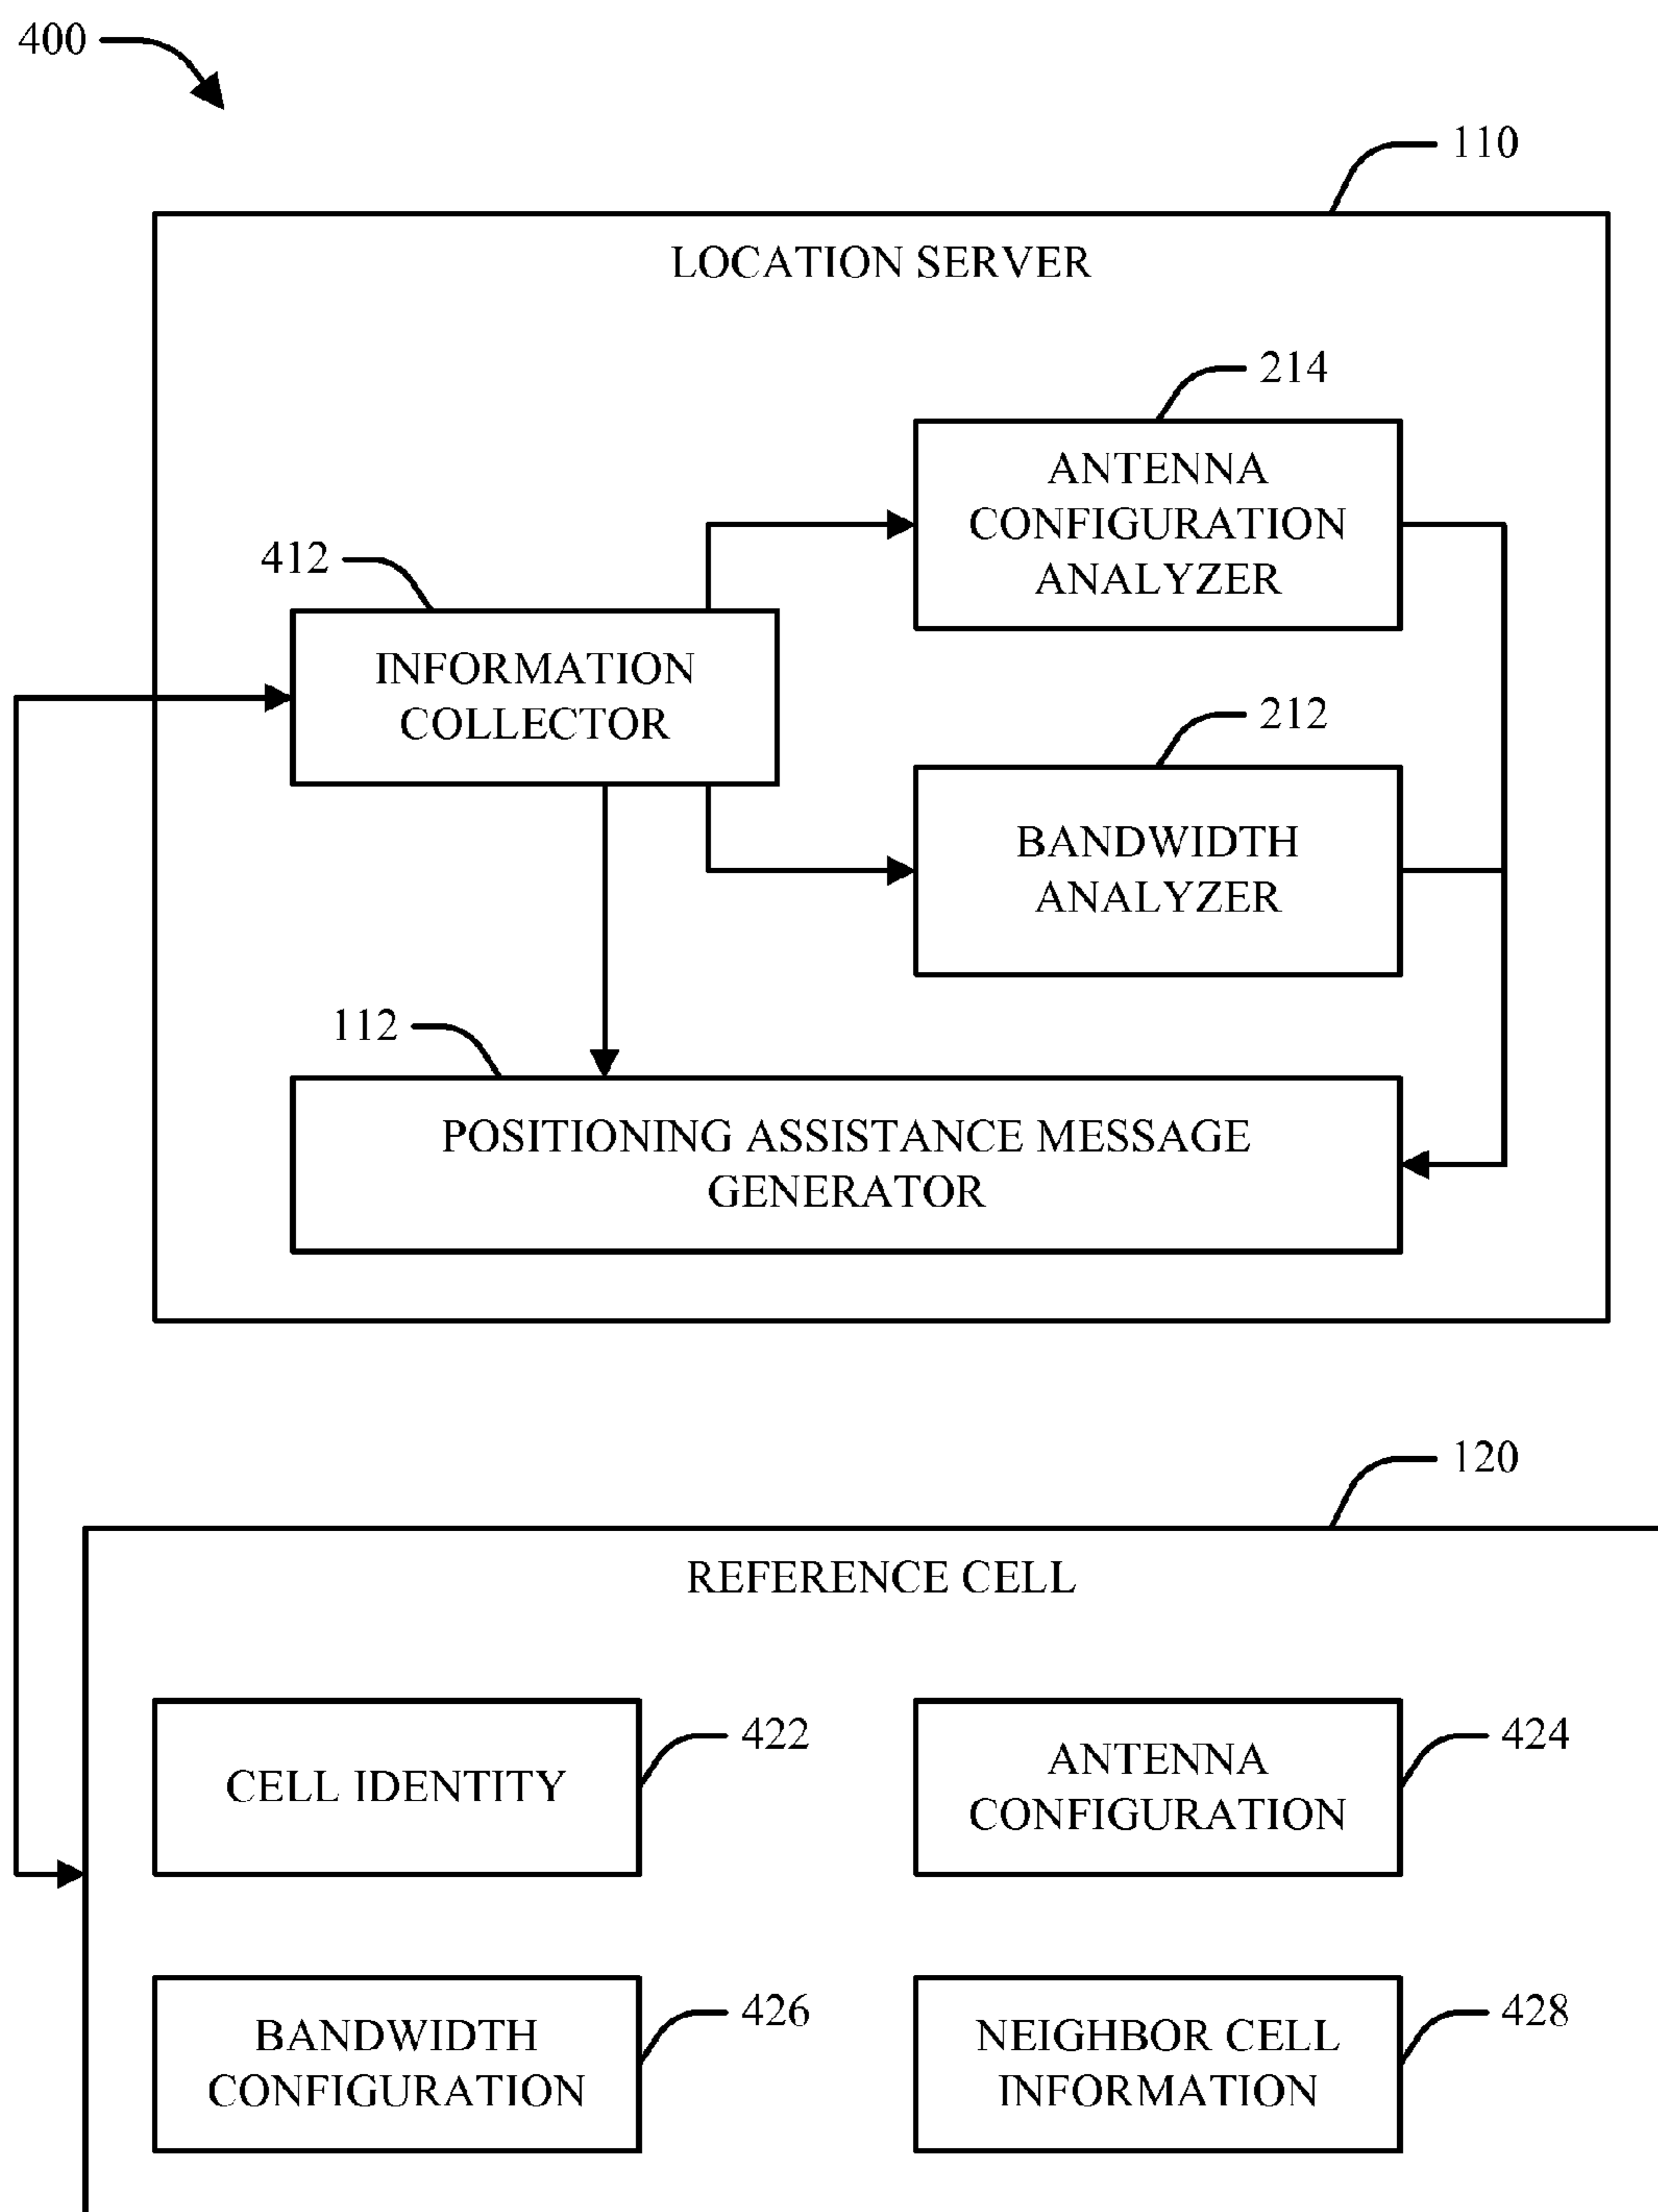 400
110
LOCATION SERVER
214
ANTENNA
CONFIGURATION
ANALYZER
412
INFORMATION
COLLECTOR
212
BANDWIDTH
ANALYZER
112
POSITIONING ASSISTANCE MESSAGE
GENERATOR
120
REFERENCE CELL
422
CELL IDENTITY
424
ANTENNA
CONFIGURATION
426
BANDWIDTH
CONFIGURATION
428
NEIGHBOR CELL
INFORMATION